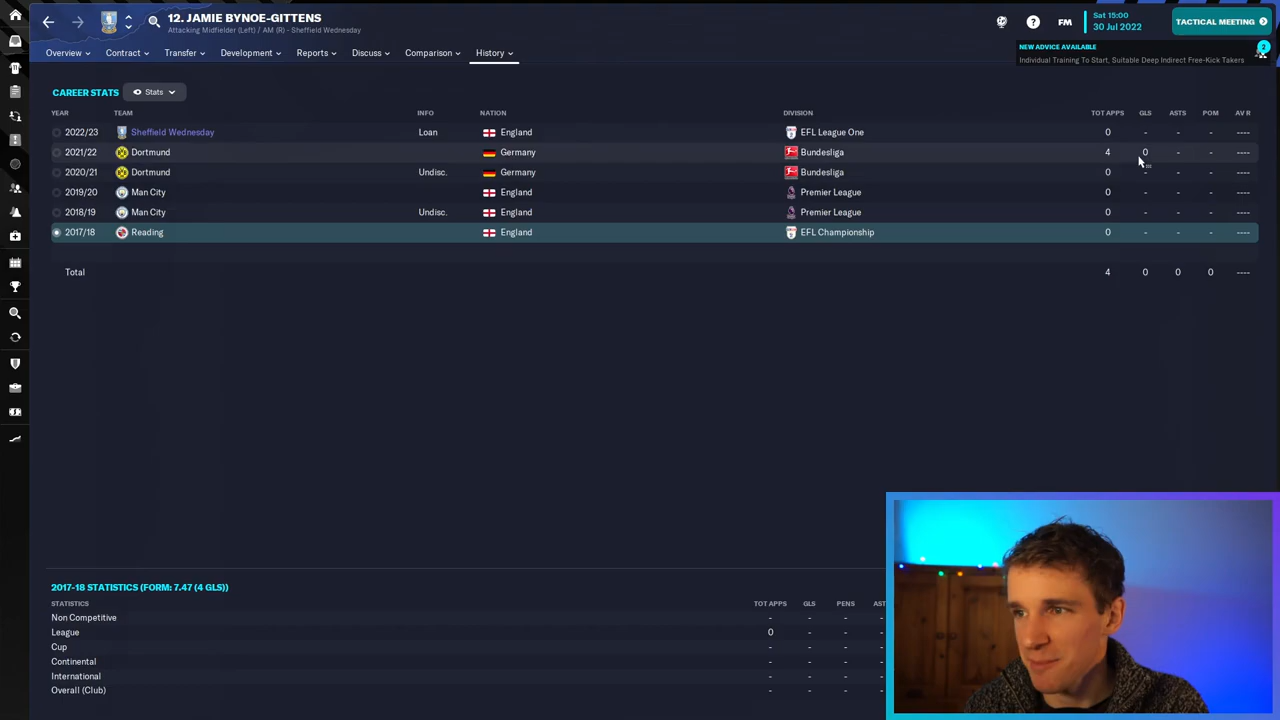 12. JAMIE BYNOE-GITTENS
Attacking Midfielder (Left) / AM (R) - Sheffield Wednesday
FM
Sat 15:00
30 Jul 2022
TACTICAL MEETING
Overview Contract Transfer Development Reports Discuss Comparison History
NEW ADVICE AVAILABLE
2
Individual Training To Start, Suitable Deep Indirect Free-Kick Takers
CAREER STATS Stats
YEAR TEAM INFO NATION DIVISION TOT APPS GLS ASTS POM AV R
2022/23 Sheffield Wednesday Loan England EFL League One 0 - - - ----
2021/22 Dortmund Germany Bundesliga 4 0 - - ----
2020/21 Dortmund Undisc. Germany Bundesliga 0 - - - ----
2019/20 Man City England Premier League 0 - - - ----
2018/19 Man City Undisc. England Premier League 0 - - - ----
2017/18 Reading England EFL Championship 0 - - - ----
Total 4 0 0 0 ----
2017-18 STATISTICS (FORM: 7.47 (4 GLS))
STATISTICS TOT APPS GLS PENS AST
Non Competitive - - - -
League 0 - - -
Cup - - - -
Continental - - - -
International - - - -
Overall (Club) - - - -